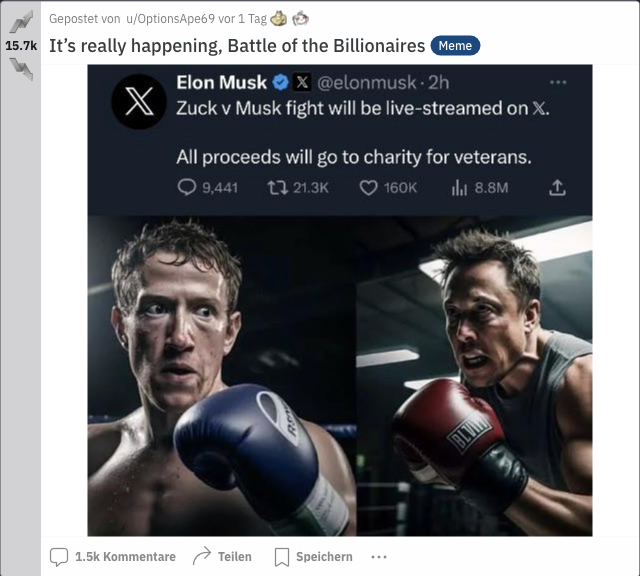 Gepostet von u/OptionsApe69 vor 1 Tag
15.7k
It's really happening, Battle of the Billionaires Meme
Elon Musk X @elonmusk · 2h ...
Zuck v Musk fight will be live-streamed on 𝕏.
All proceeds will go to charity for veterans.
9,441 21.3K 160K 8.8M
BLVM
1.5k Kommentare Teilen Speichern ...